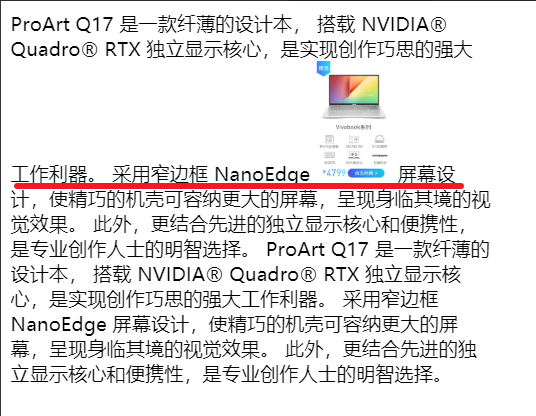 ProArt Q17 是一款纤薄的设计本， 搭载 NVIDIA®
Quadro® RTX 独立显示核心，是实现创作巧思的强大
Vivobook系列
¥4799
工作利器。 采用窄边框 NanoEdge 屏幕设
计，使精巧的机壳可容纳更大的屏幕，呈现身临其境的视
觉效果。 此外，更结合先进的独立显示核心和便携性，
是专业创作人士的明智选择。 ProArt Q17 是一款纤薄的
设计本， 搭载 NVIDIA® Quadro® RTX 独立显示核
心，是实现创作巧思的强大工作利器。 采用窄边框
NanoEdge 屏幕设计，使精巧的机壳可容纳更大的屏
幕，呈现身临其境的视觉效果。 此外，更结合先进的独
立显示核心和便携性，是专业创作人士的明智选择。